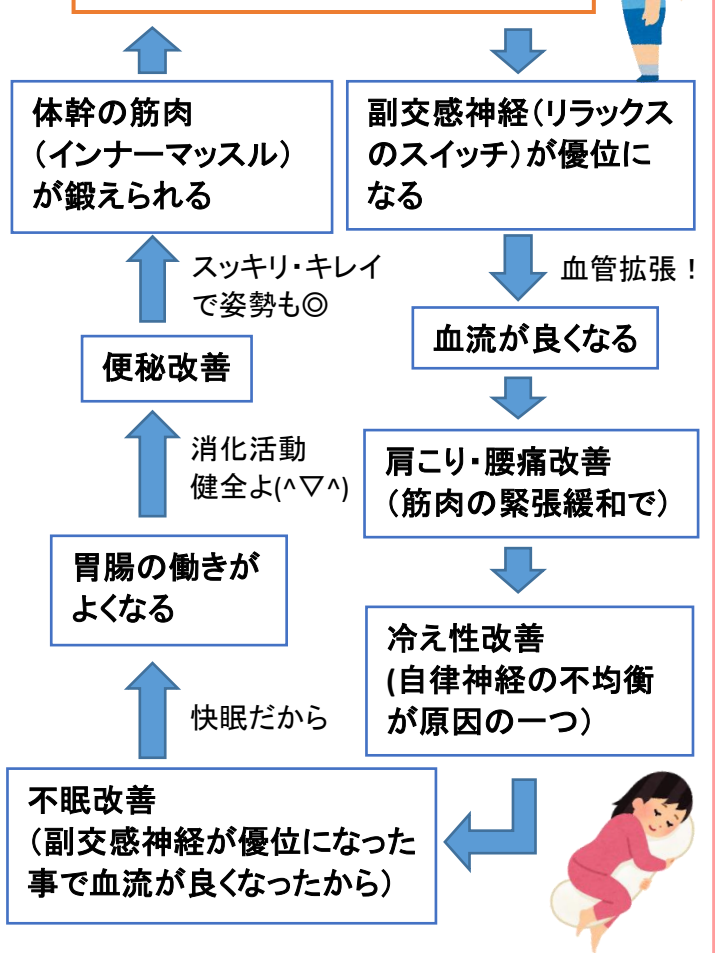 副交感神経（リラックス
のスイッチ）が優位に
なる
血管拡張！
血流が良くなる
肩こり・腰痛改善
（筋肉の緊張緩和で）
冷え性改善
(自律神経の不均衡
が原因の一つ）
不眠改善
（副交感神経が優位になった
事で血流が良くなったから）
快眠だから
胃腸の働きが
よくなる
消化活動
健全よ(^▽^)
便秘改善
スッキリ・キレイ
で姿勢も◎
体幹の筋肉
（インナーマッスル）
が鍛えられる